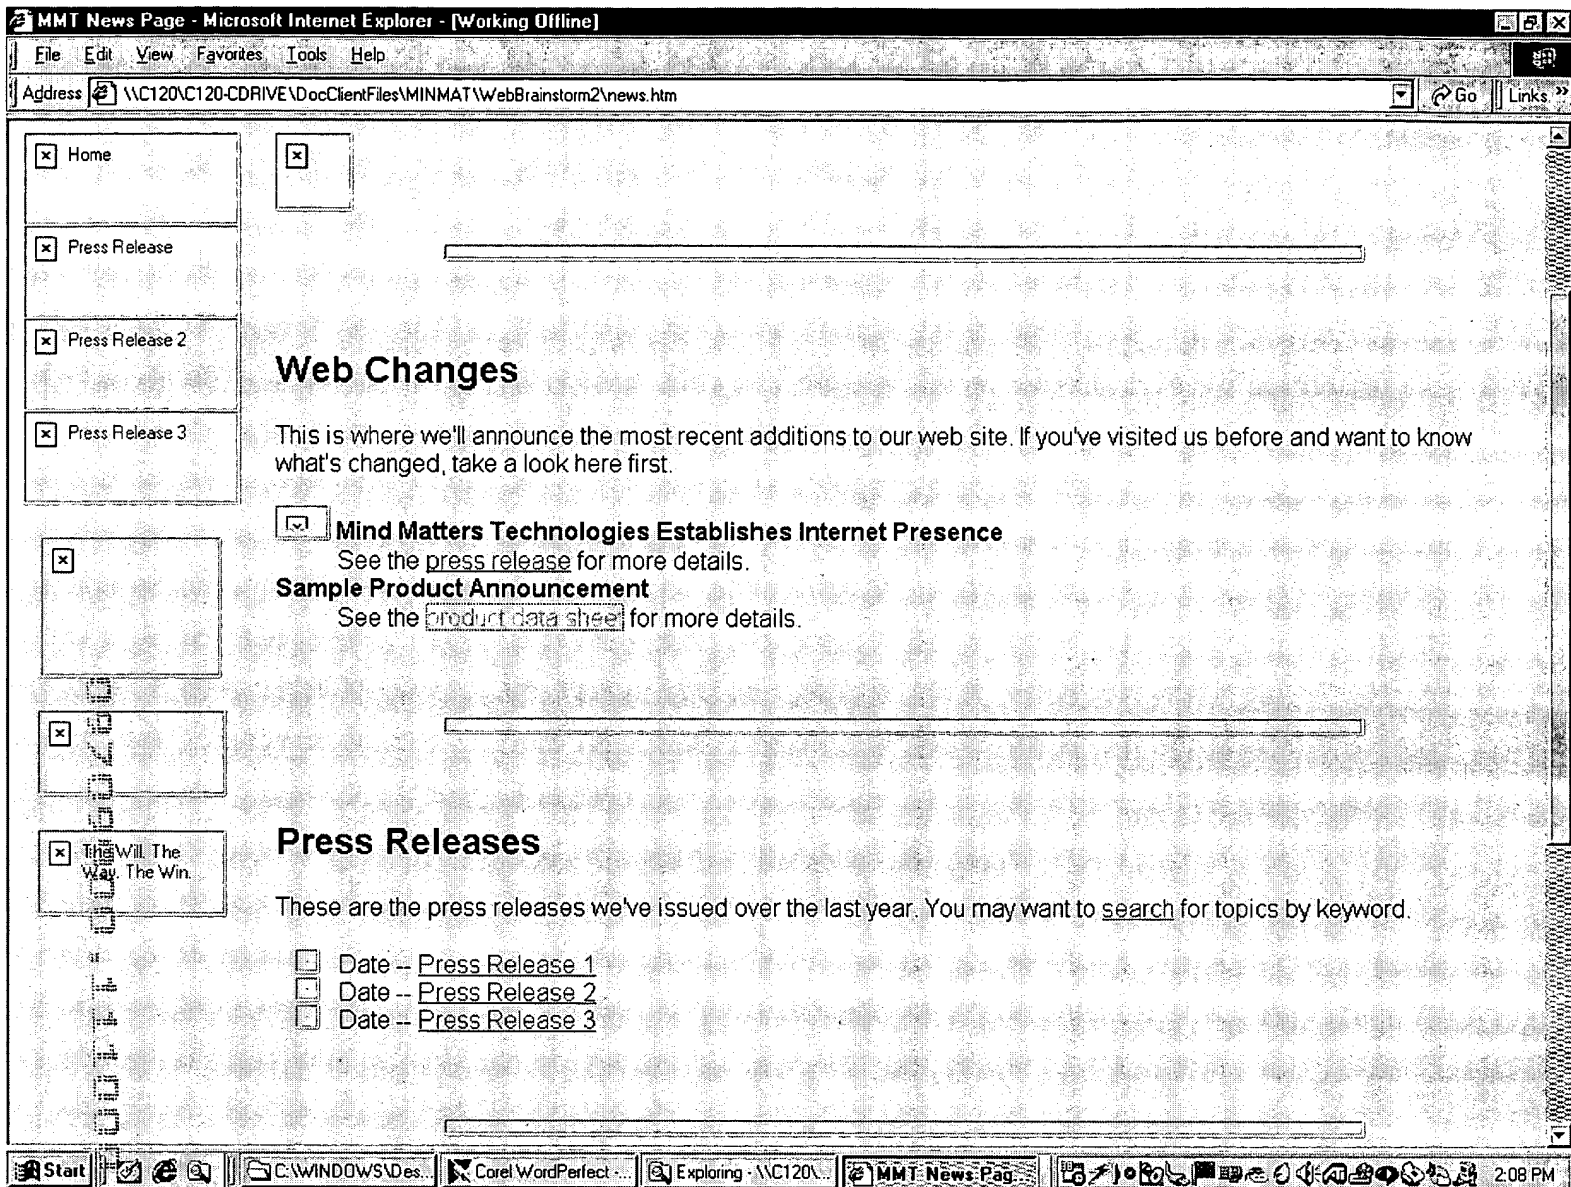 MMT News Page - Microsoft Internet Explorer - [Working Offline]
File Edit View Favorites Tools Help
Address \\C120\C120-CDRIVE\DocClientFiles\MINMAT\WebBrainstorm2\news.htm Go Links »
Home
Press Release
Press Release 2
Press Release 3
The Will. The
Way. The Win.
Web Changes
This is where we'll announce the most recent additions to our web site. If you've visited us before and want to know
what's changed, take a look here first.
Mind Matters Technologies Establishes Internet Presence
See the press release for more details.
Sample Product Announcement
See the product data sheet for more details.
Press Releases
These are the press releases we've issued over the last year. You may want to search for topics by keyword.
Date -- Press Release 1
Date -- Press Release 2
Date -- Press Release 3
Start C:\WINDOWS\Des... Corel WordPerfect - ... Exploring - \\C120\... MMT News Pag... 2:08 PM